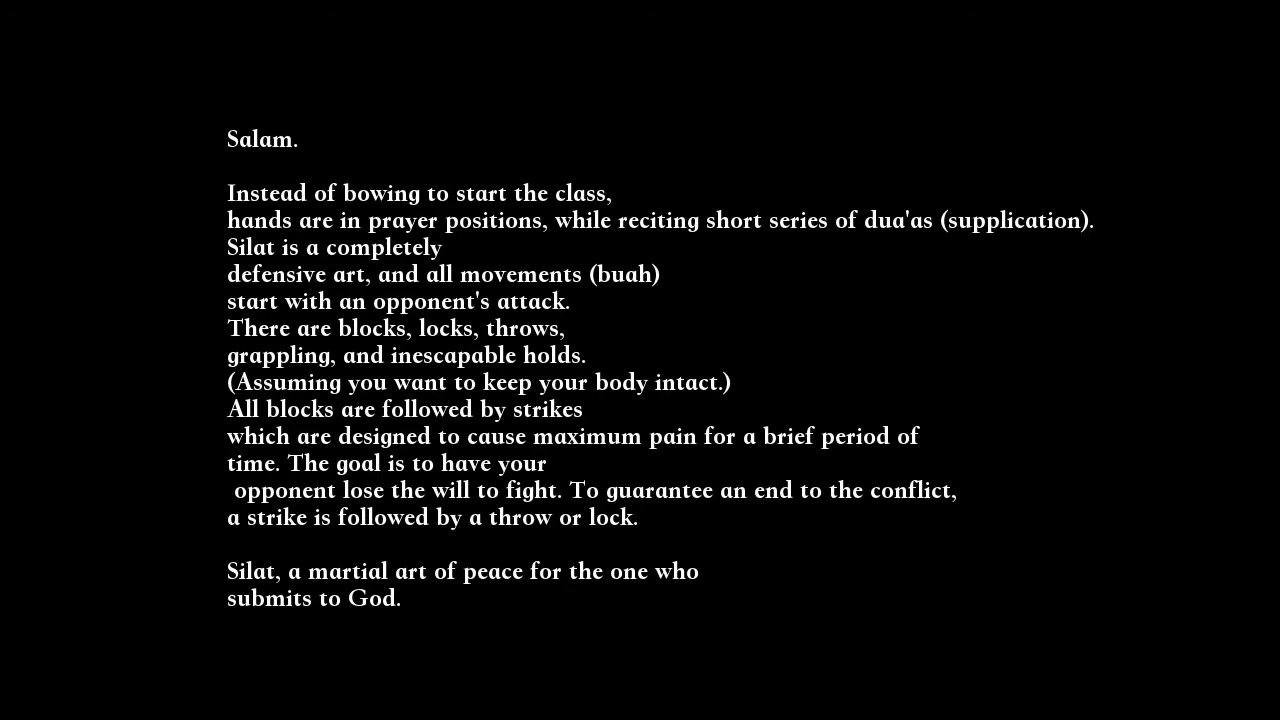 Salam.
Instead of bowing to start the class,
hands are in prayer positions, while reciting short series of dua'as (supplication).
Silat is a completely
defensive art, and all movements (buah)
start with an opponent's attack.
There are blocks, locks, throws,
grappling, and inescapable holds.
(Assuming you want to keep your body intact.)
All blocks are followed by strikes
which are designed to cause maximum pain for a brief period of
time. The goal is to have your
opponent lose the will to fight. To guarantee an end to the conflict,
a strike is followed by a throw or lock.
Silat, a martial art of peace for the one who
submits to God.